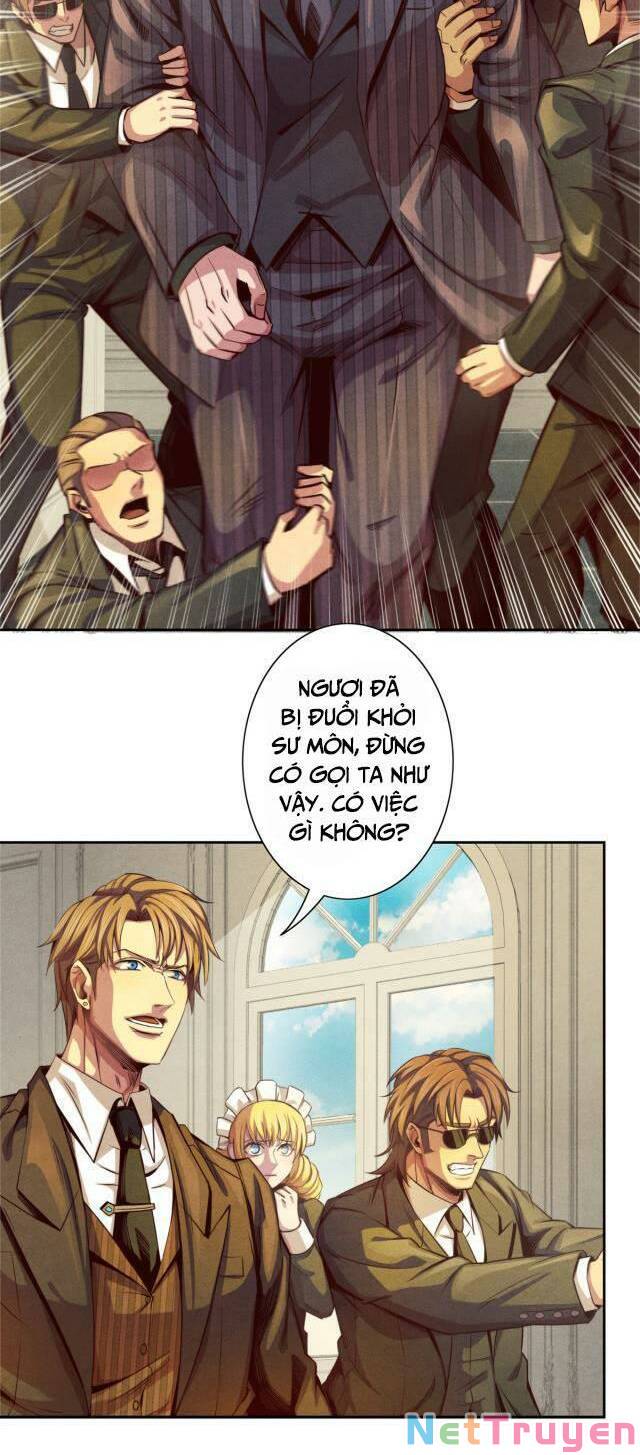 NGƯƠI ĐÃ
BỊ ĐUỔI KHỎI
SƯ MÔN, ĐỪNG
CÓ GỌI TA NHƯ
VẬY. CÓ VIỆC
GÌ KHÔNG?
NetTruyen